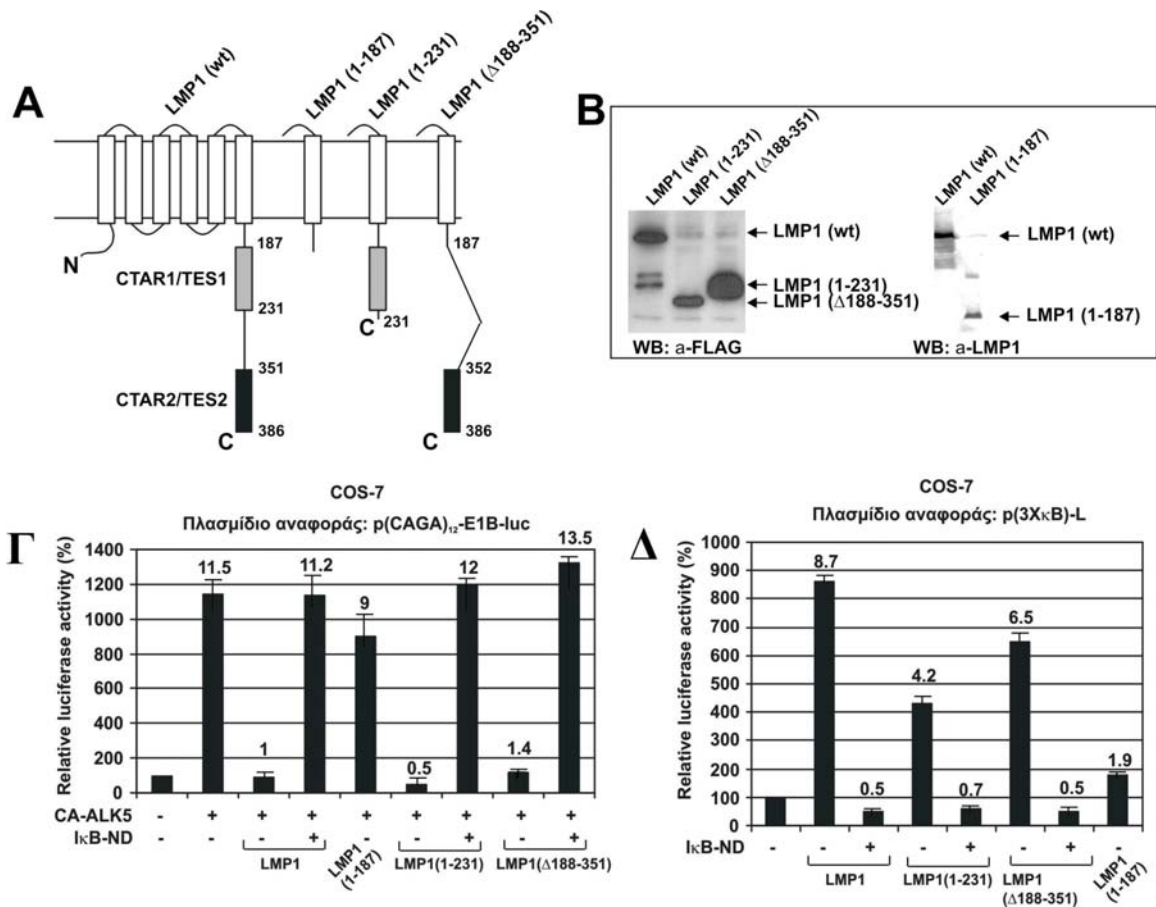 A
LMP1 (wt)
LMP1 (1-187)
LMP1 (1-231)
LMP1 (Δ188-351)
N
187
187
CTAR1/TES1
231
C 231
351
352
CTAR2/TES2
386
386
C
C
B
LMP1 (wt)
LMP1 (1-231)
LMP1 (Δ188-351)
LMP1 (wt)
LMP1 (1-187)
LMP1 (wt)
LMP1 (wt)
LMP1 (1-231)
LMP1 (Δ188-351)
LMP1 (1-187)
WB: a-FLAG
WB: a-LMP1
Γ
COS-7
Πλασμίδιο αναφοράς: p(CAGA)₁₂-E1B-luc
Relative luciferase activity (%)
1400
1200
1000
800
600
400
200
0
11.5
1
11.2
9
0.5
12
1.4
13.5
CA-ALK5 - + + + + + + + +
IκB-ND - - - + - - + - +
LMP1
LMP1 (1-187)
LMP1(1-231)
LMP1(Δ188-351)
Δ
COS-7
Πλασμίδιο αναφοράς: p(3XκB)-L
Relative luciferase activity (%)
1000
900
800
700
600
500
400
300
200
100
0
8.7
0.5
4.2
0.7
6.5
0.5
1.9
IκB-ND - - + - + - + -
LMP1
LMP1(1-231)
LMP1 (Δ188-351)
LMP1 (1-187)